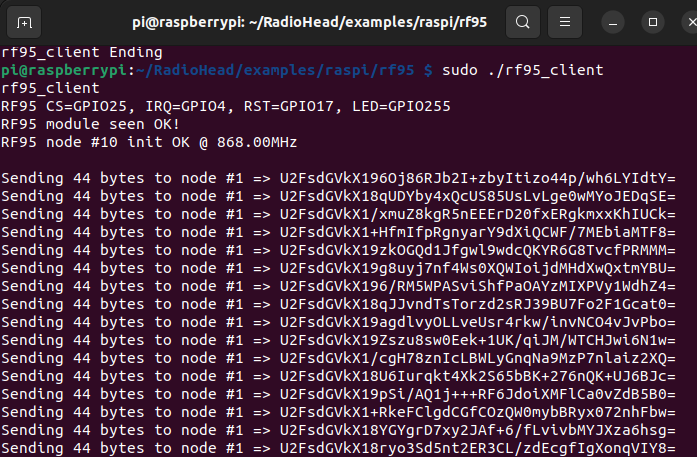 pi@raspberrypi: ~/RadioHead/examples/raspi/rf95
rf95_client Ending
pi@raspberrypi:~/RadioHead/examples/raspi/rf95 $ sudo ./rf95_client
rf95_client
RF95 CS=GPIO25, IRQ=GPIO4, RST=GPIO17, LED=GPIO255
RF95 module seen OK!
RF95 node #10 init OK @ 868.00MHz
Sending 44 bytes to node #1 => U2FsdGVkX196Oj86RJb2I+zbyItizo44p/wh6LYIdtY=
Sending 44 bytes to node #1 => U2FsdGVkX18qUDYby4xQcUS85UsLvLge0wMYoJEDqSE=
Sending 44 bytes to node #1 => U2FsdGVkX1/xmuZ8kgR5nEEErD20fxERgkmxxKhIUCk=
Sending 44 bytes to node #1 => U2FsdGVkX1+HfmIfpRgnyarY9dXiQCWF/7MEbiaMTF8=
Sending 44 bytes to node #1 => U2FsdGVkX19zkOGQd1Jfgwl9wdcQKYR6G8TvcfPRMMM=
Sending 44 bytes to node #1 => U2FsdGVkX19g8uyj7nf4Ws0XQWIoijdMHdXwQxtmYBU=
Sending 44 bytes to node #1 => U2FsdGVkX196/RM5WPASviShfPaOAYzMIXPVy1WdhZ4=
Sending 44 bytes to node #1 => U2FsdGVkX18qJJvndTsTorzd2sRJ39BU7Fo2F1Gcat0=
Sending 44 bytes to node #1 => U2FsdGVkX19agdlvyOLLveUsr4rkw/invNCO4vJvPbo=
Sending 44 bytes to node #1 => U2FsdGVkX19Zszu8sw0Eek+1UK/qiJM/WTCHJwi6N1w=
Sending 44 bytes to node #1 => U2FsdGVkX1/cgH78znIcLBWLyGnqNa9MzP7nlaiz2XQ=
Sending 44 bytes to node #1 => U2FsdGVkX18U6Iurqkt4Xk2S65bBK+276nQK+UJ6BJc=
Sending 44 bytes to node #1 => U2FsdGVkX19pSi/AQ1j+++RF6JdoiXMFlCa0vZdB5B0=
Sending 44 bytes to node #1 => U2FsdGVkX1+RkeFClgdCGfCOzQW0mybBRyx072nhFbw=
Sending 44 bytes to node #1 => U2FsdGVkX18YGYgrD7xy2JAf+6/fLvivbMYJXza6hsg=
Sending 44 bytes to node #1 => U2FsdGVkX18ryo3Sd5nt2ER3CL/zdEcgfIgXonqVIY8=